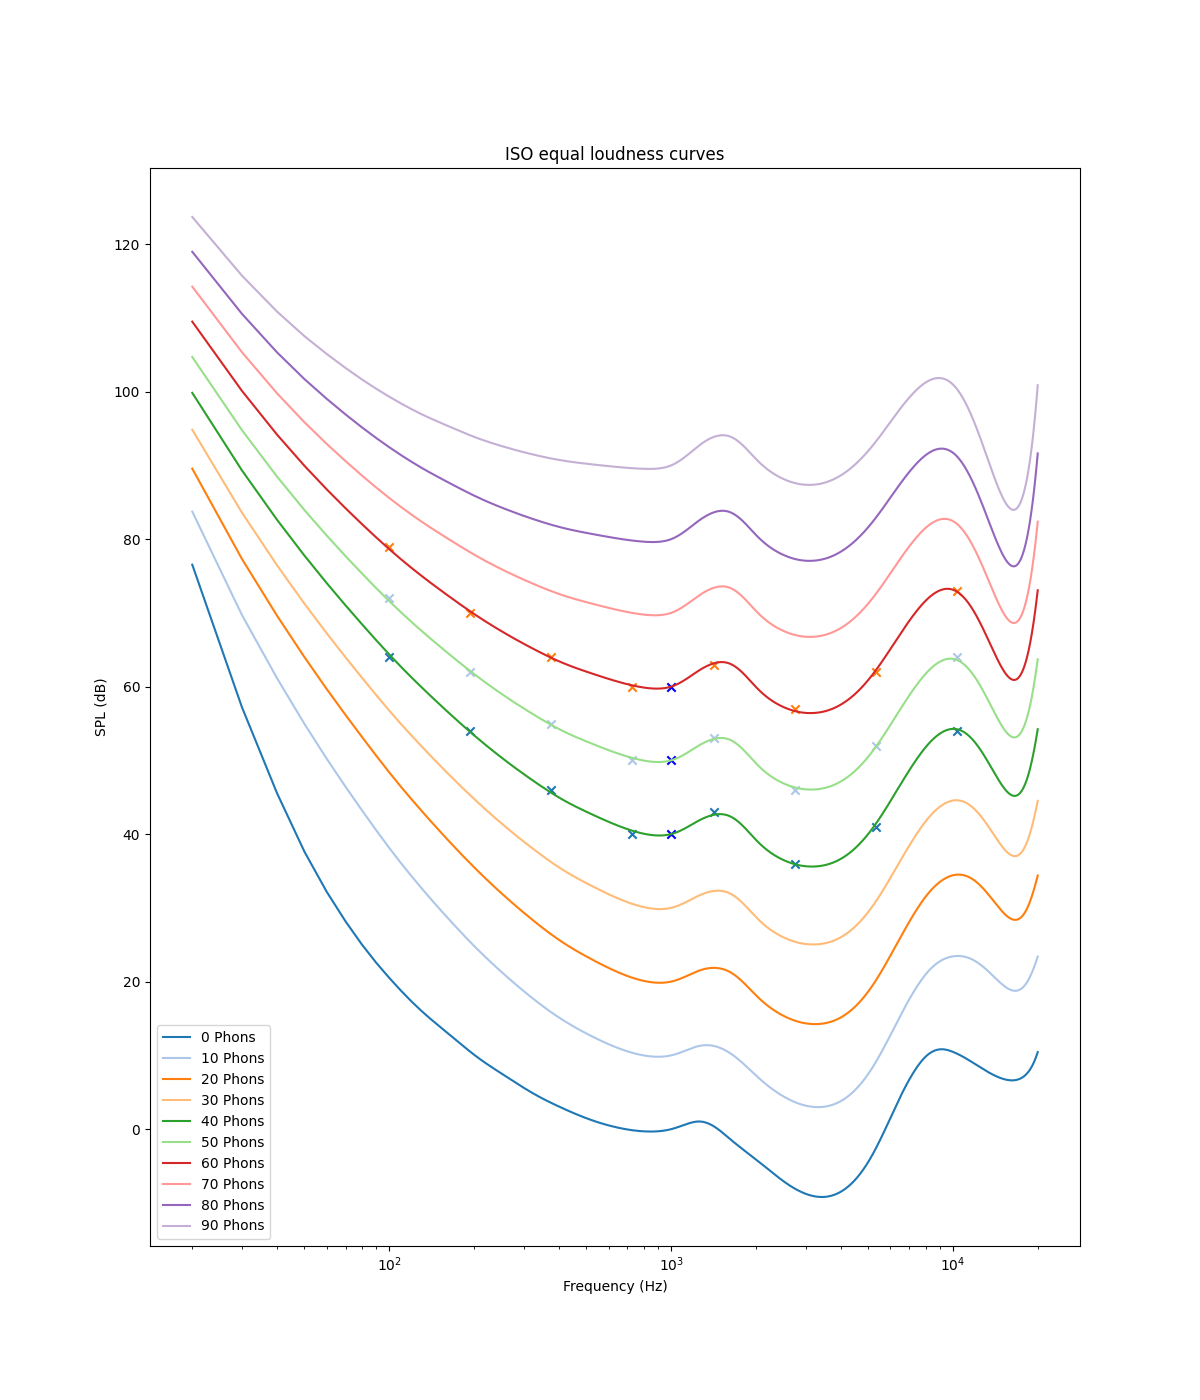 ISO equal loudness curves
SPL (dB)
120
100
80
60
40
20
0
0 Phons
10 Phons
20 Phons
30 Phons
40 Phons
50 Phons
60 Phons
70 Phons
80 Phons
90 Phons
10² 10³ 10⁴
Frequency (Hz)